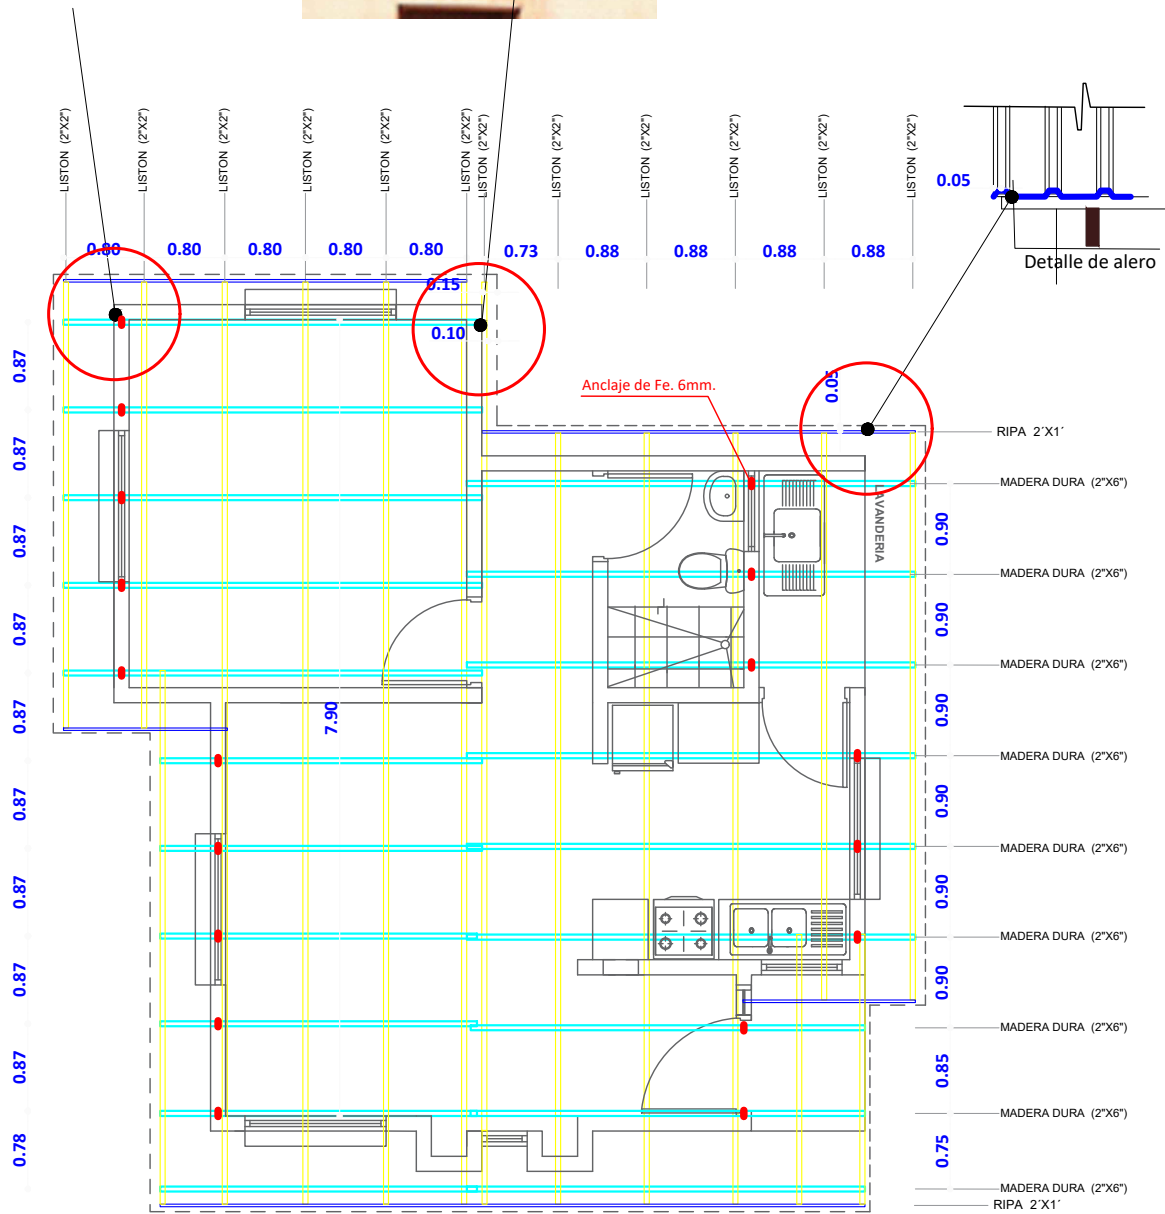 LISTON (2"X2")
LISTON (2"X2")
LISTON (2"X2")
LISTON (2"X2")
LISTON (2"X2")
LISTON (2"X2")
LISTON (2"X2")
LISTON (2"X2")
LISTON (2"X2")
LISTON (2"X2")
LISTON (2"X2")
LISTON (2"X2")
0.05
Detalle de alero
0.80
0.80
0.80
0.80
0.80
0.73
0.88
0.88
0.88
0.88
0.15
0.10
0.05
Anclaje de Fe. 6mm.
LAVANDERIA
7.90
0.87
0.87
0.87
0.87
0.87
0.87
0.87
0.87
0.87
0.78
0.90
0.90
0.90
0.90
0.90
0.90
0.85
0.75
RIPA 2´X1´
MADERA DURA (2"X6")
MADERA DURA (2"X6")
MADERA DURA (2"X6")
MADERA DURA (2"X6")
MADERA DURA (2"X6")
MADERA DURA (2"X6")
MADERA DURA (2"X6")
MADERA DURA (2"X6")
MADERA DURA (2"X6")
RIPA 2´X1´